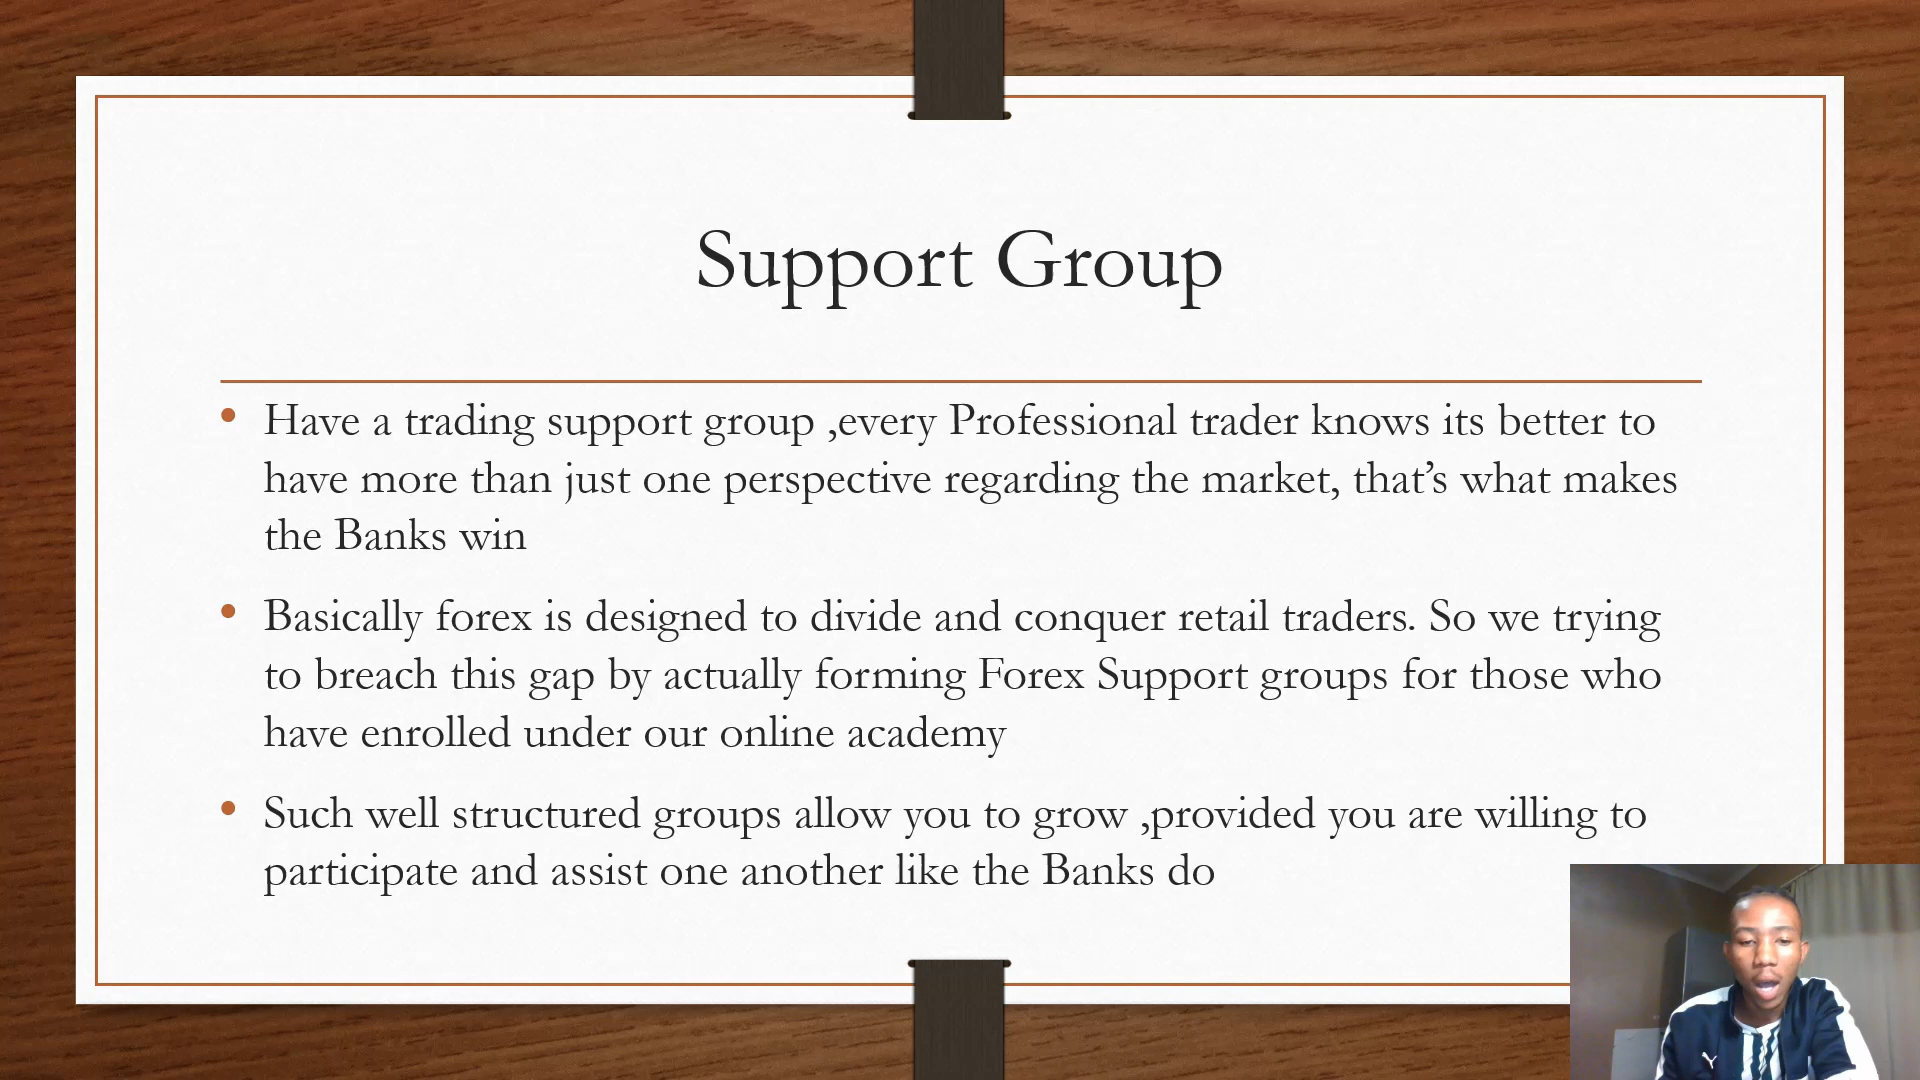 Support Group
• Have a trading support group ,every Professional trader knows its better to
have more than just one perspective regarding the market, that’s what makes
the Banks win
• Basically forex is designed to divide and conquer retail traders. So we trying
to breach this gap by actually forming Forex Support groups for those who
have enrolled under our online academy
• Such well structured groups allow you to grow ,provided you are willing to
participate and assist one another like the Banks do